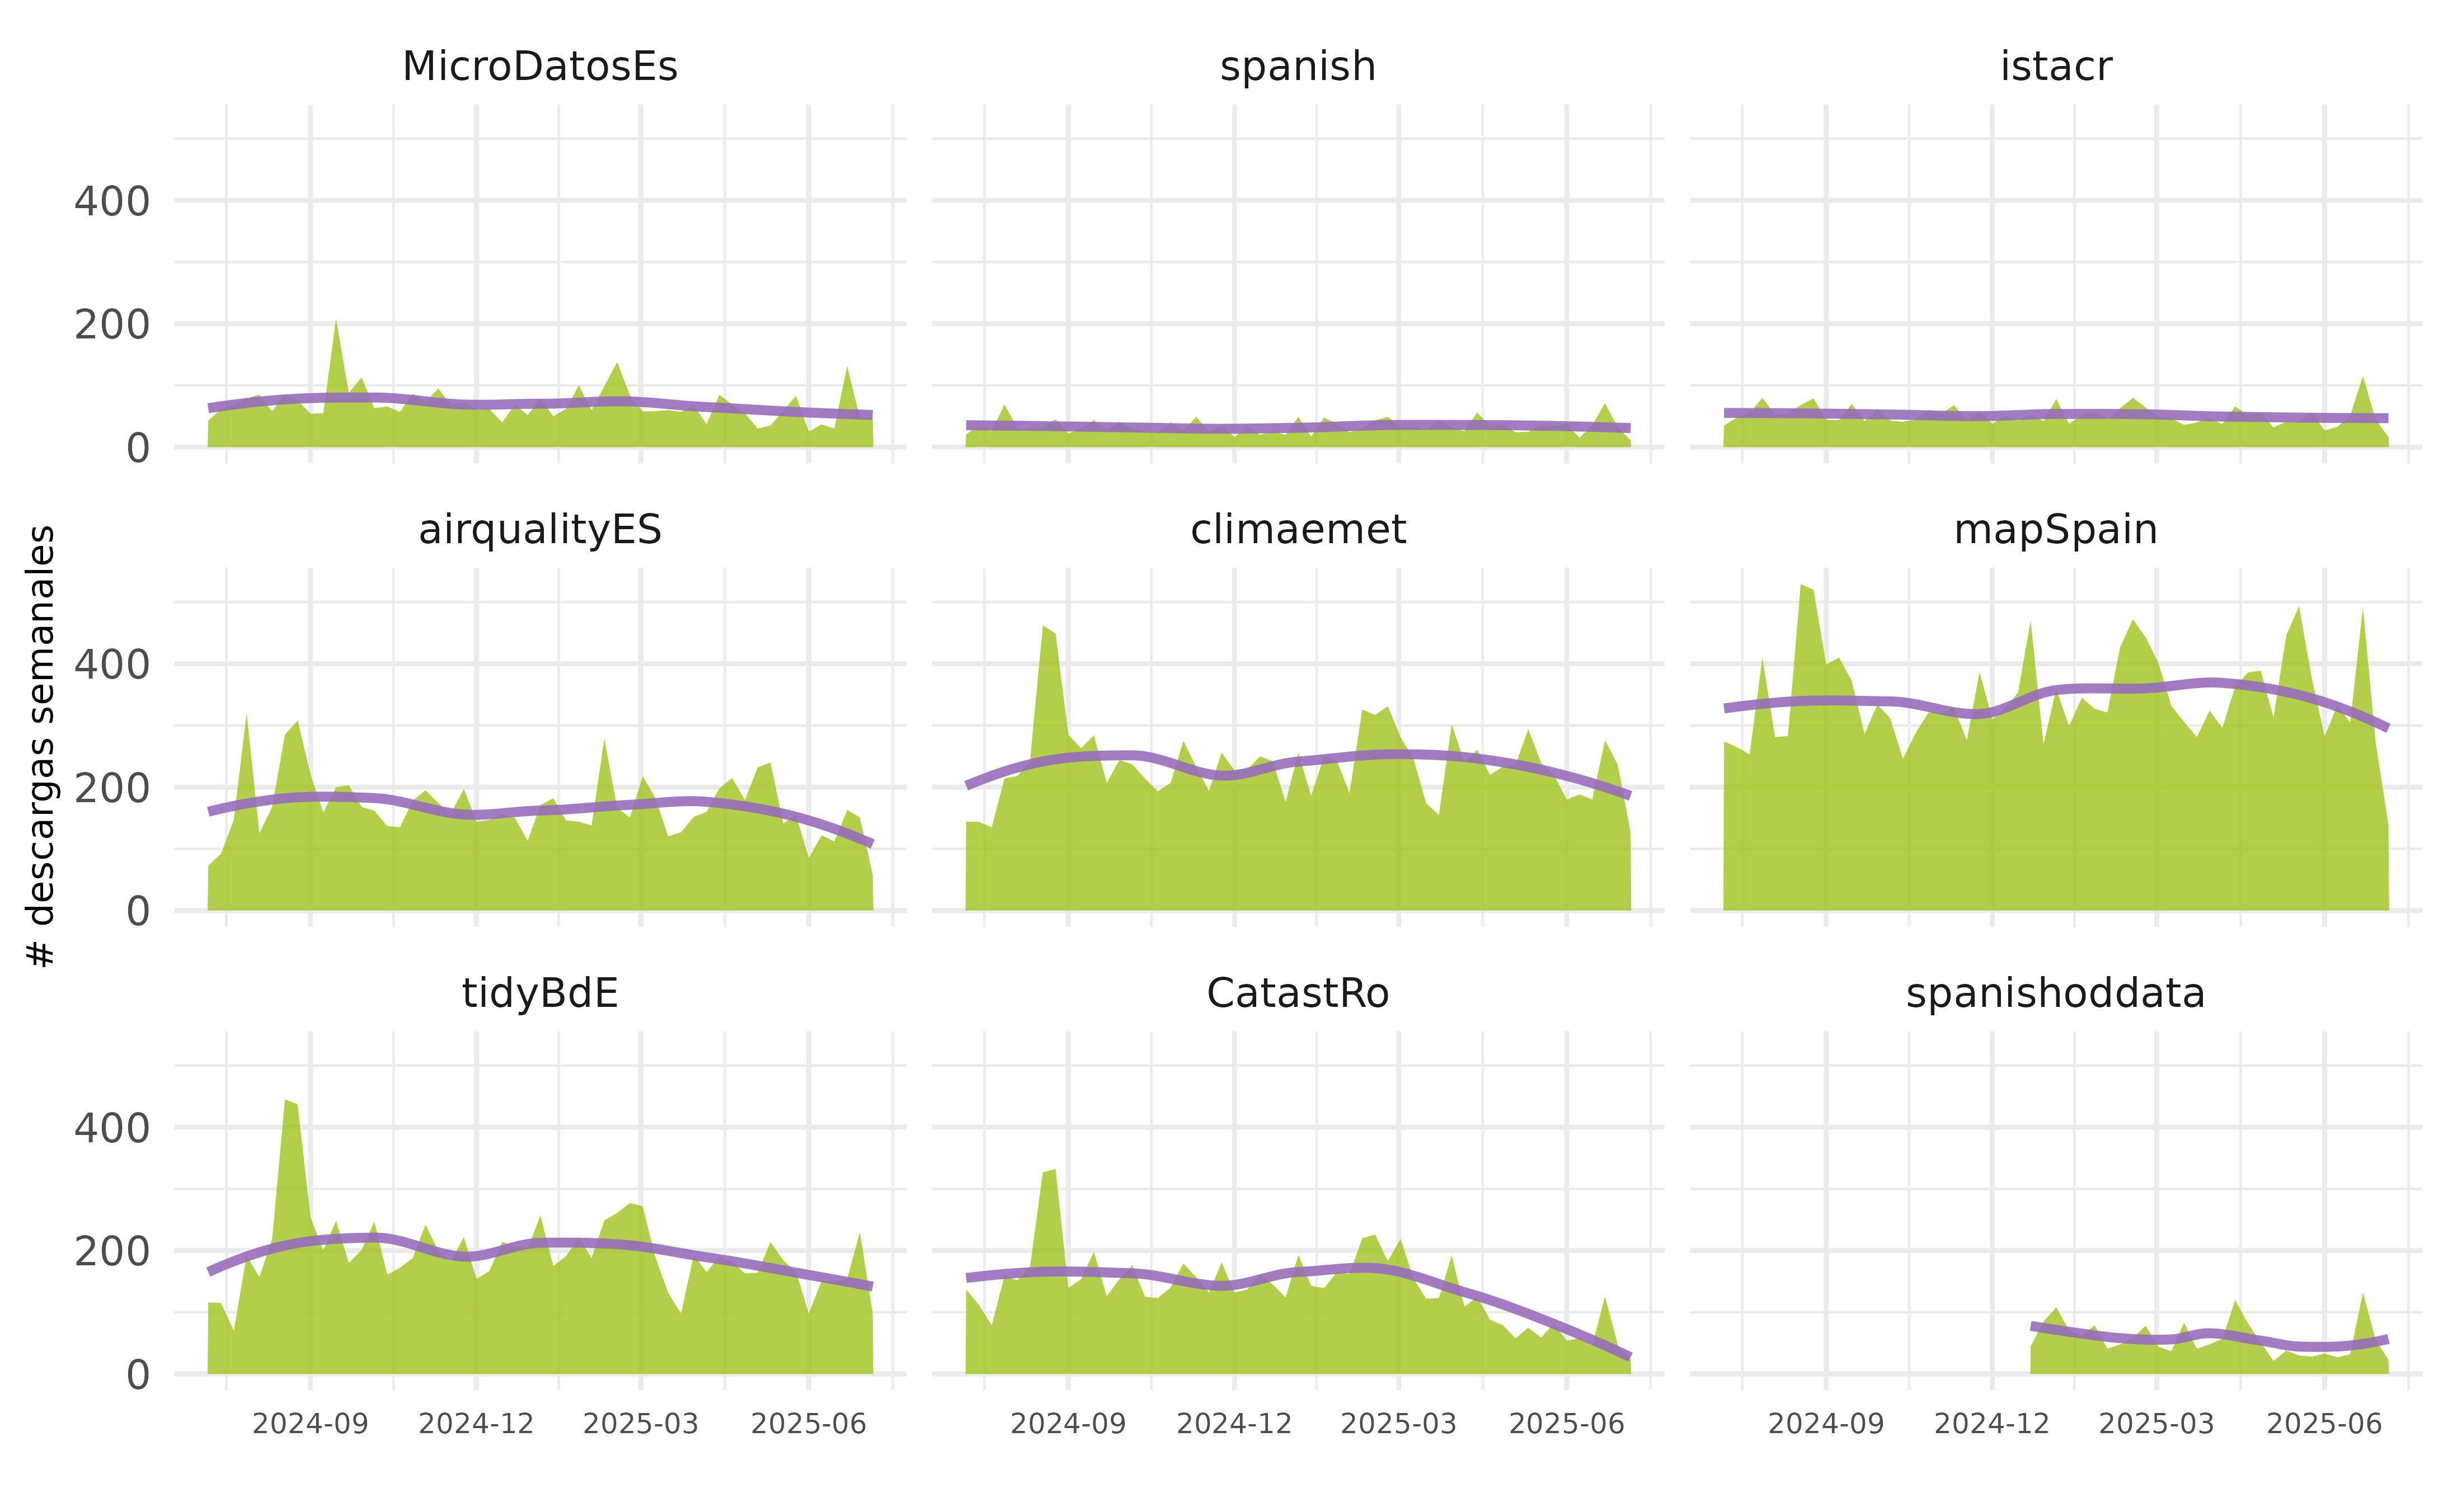 MicroDatosEs
spanish
istacr
400
200
0
# descargas semanales
airqualityES
climaemet
mapSpain
400
200
0
tidyBdE
CatastRo
spanishoddata
400
200
0
2024-09 2024-12 2025-03 2025-06
2024-09 2024-12 2025-03 2025-06
2024-09 2024-12 2025-03 2025-06